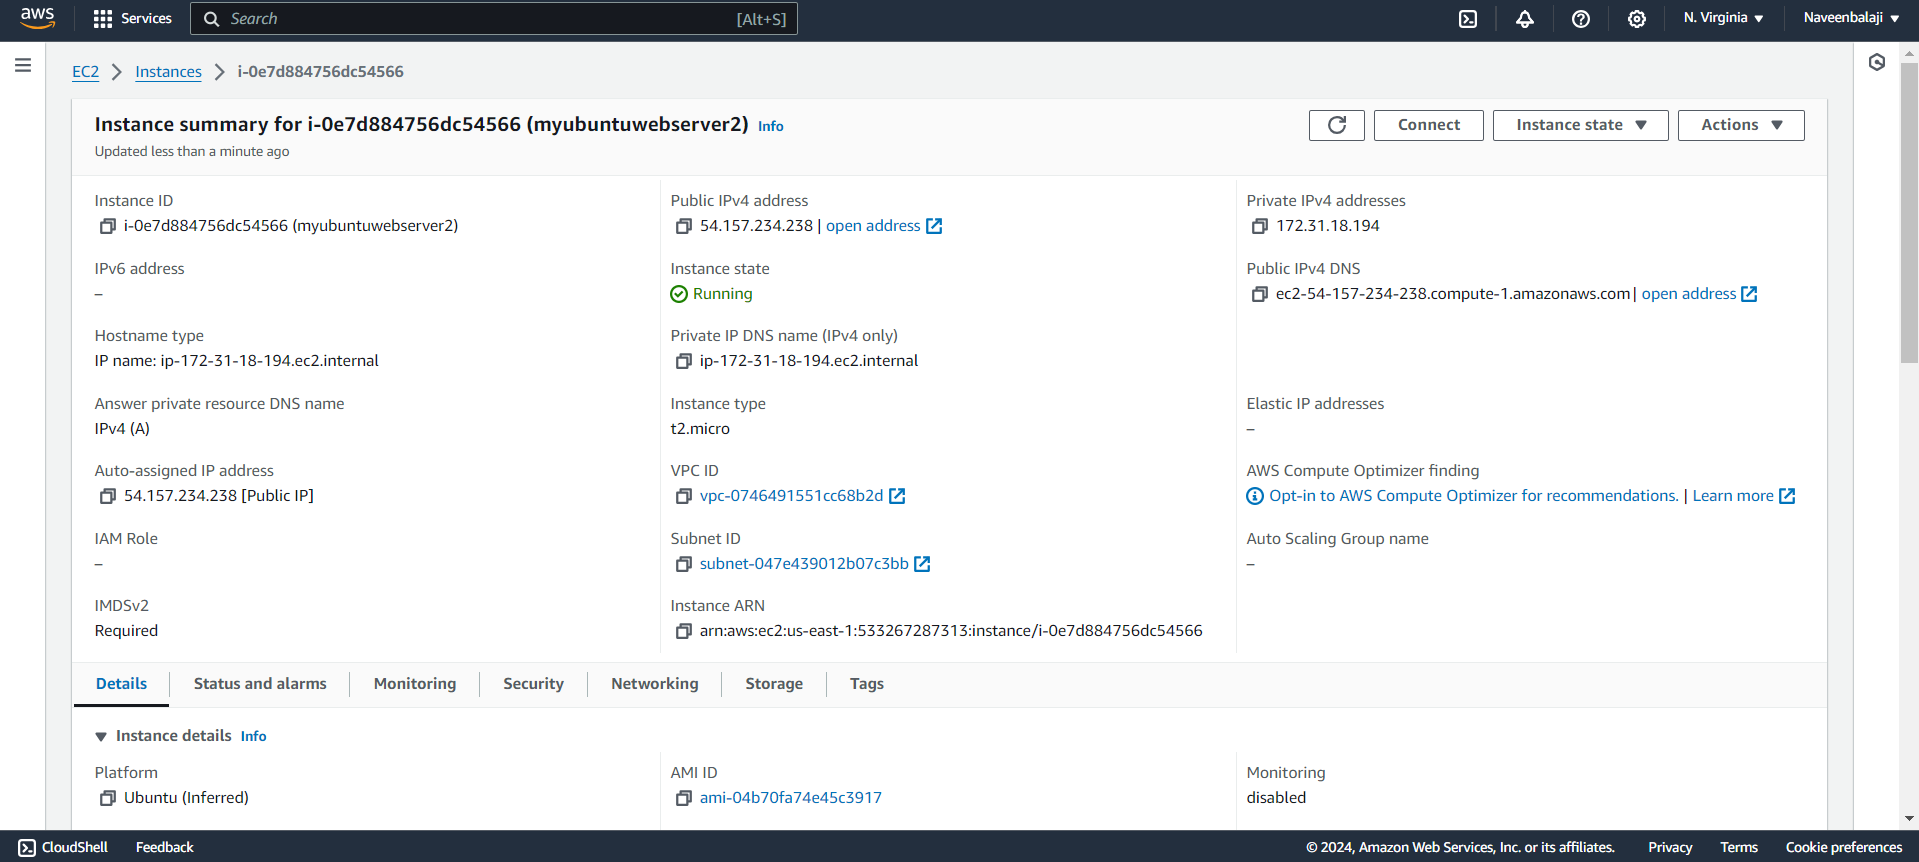 aws Services Search [Alt+S] N. Virginia Naveenbalaji
EC2 Instances i-0e7d884756dc54566
Instance summary for i-0e7d884756dc54566 (myubuntuwebserver2) Info
Updated less than a minute ago
Connect Instance state Actions
Instance ID
i-0e7d884756dc54566 (myubuntuwebserver2)
Public IPv4 address
54.157.234.238 | open address
Private IPv4 addresses
172.31.18.194
IPv6 address
–
Instance state
Running
Public IPv4 DNS
ec2-54-157-234-238.compute-1.amazonaws.com | open address
Hostname type
IP name: ip-172-31-18-194.ec2.internal
Private IP DNS name (IPv4 only)
ip-172-31-18-194.ec2.internal
Answer private resource DNS name
IPv4 (A)
Instance type
t2.micro
Elastic IP addresses
–
Auto-assigned IP address
54.157.234.238 [Public IP]
VPC ID
vpc-0746491551cc68b2d
AWS Compute Optimizer finding
Opt-in to AWS Compute Optimizer for recommendations. | Learn more
IAM Role
–
Subnet ID
subnet-047e439012b07c3bb
Auto Scaling Group name
–
IMDSv2
Required
Instance ARN
arn:aws:ec2:us-east-1:533267287313:instance/i-0e7d884756dc54566
Details Status and alarms Monitoring Security Networking Storage Tags
Instance details Info
Platform
Ubuntu (Inferred)
AMI ID
ami-04b70fa74e45c3917
Monitoring
disabled
CloudShell Feedback © 2024, Amazon Web Services, Inc. or its affiliates. Privacy Terms Cookie preferences